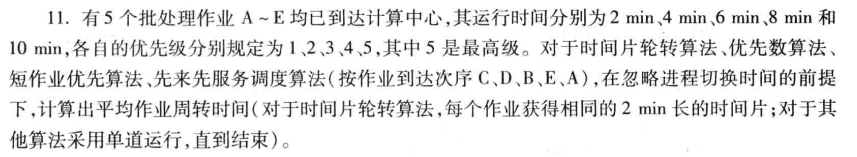 11. 有 5 个批处理作业 A～E 均已到达计算中心,其运行时间分别为 2 min、4 min、6 min、8 min 和
10 min,各自的优先级分别规定为 1、2、3、4、5,其中 5 是最高级。对于时间片轮转算法、优先数算法、
短作业优先算法、先来先服务调度算法(按作业到达次序 C、D、B、E、A),在忽略进程切换时间的前提
下,计算出平均作业周转时间(对于时间片轮转算法,每个作业获得相同的 2 min 长的时间片;对于其
他算法采用单道运行,直到结束)。